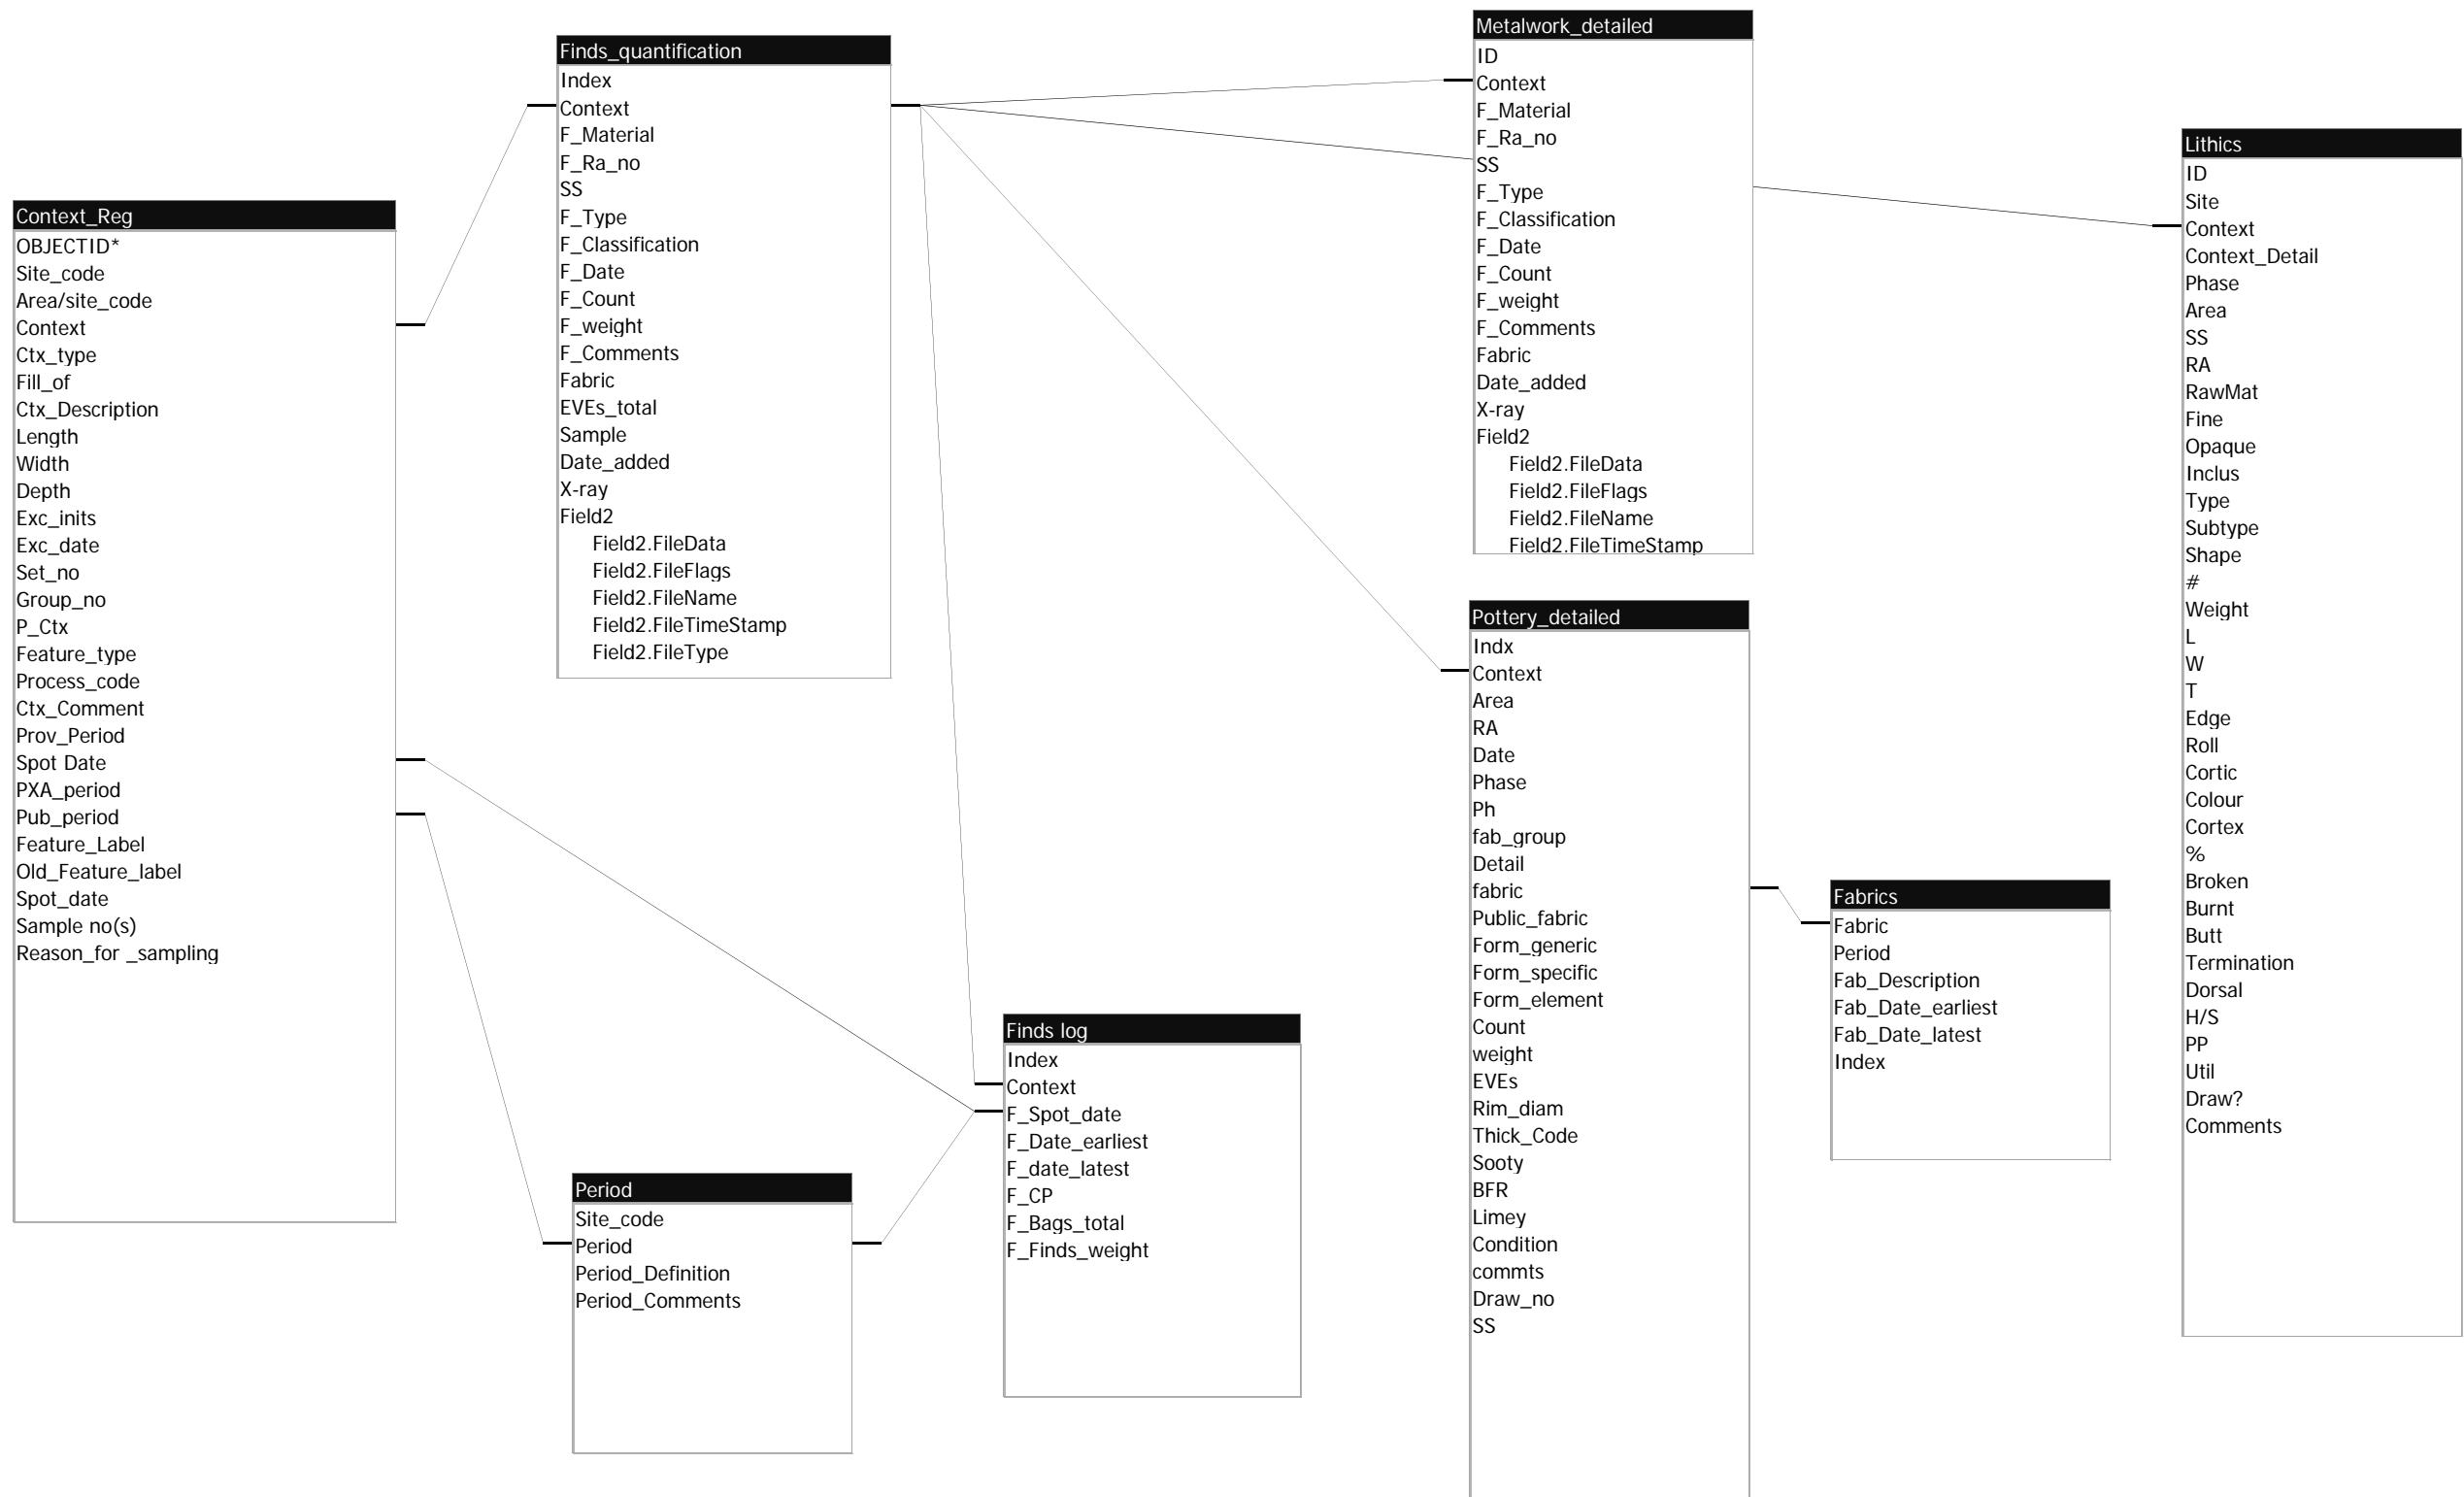 Context_Reg
OBJECTID*
Site_code
Area/site_code
Context
Ctx_type
Fill_of
Ctx_Description
Length
Width
Depth
Exc_inits
Exc_date
Set_no
Group_no
P_Ctx
Feature_type
Process_code
Ctx_Comment
Prov_Period
Spot Date
PXA_period
Pub_period
Feature_Label
Old_Feature_label
Spot_date
Sample no(s)
Reason_for _sampling
Finds_quantification
Index
Context
F_Material
F_Ra_no
SS
F_Type
F_Classification
F_Date
F_Count
F_weight
F_Comments
Fabric
EVEs_total
Sample
Date_added
X-ray
Field2
Field2.FileData
Field2.FileFlags
Field2.FileName
Field2.FileTimeStamp
Field2.FileType
Period
Site_code
Period
Period_Definition
Period_Comments
Finds log
Index
Context
F_Spot_date
F_Date_earliest
F_date_latest
F_CP
F_Bags_total
F_Finds_weight
Metalwork_detailed
ID
Context
F_Material
F_Ra_no
SS
F_Type
F_Classification
F_Date
F_Count
F_weight
F_Comments
Fabric
Date_added
X-ray
Field2
Field2.FileData
Field2.FileFlags
Field2.FileName
Field2.FileTimeStamp
Pottery_detailed
Indx
Context
Area
RA
Date
Phase
Ph
fab_group
Detail
fabric
Public_fabric
Form_generic
Form_specific
Form_element
Count
weight
EVEs
Rim_diam
Thick_Code
Sooty
BFR
Limey
Condition
commts
Draw_no
SS
Fabrics
Fabric
Period
Fab_Description
Fab_Date_earliest
Fab_Date_latest
Index
Lithics
ID
Site
Context
Context_Detail
Phase
Area
SS
RA
RawMat
Fine
Opaque
Inclus
Type
Subtype
Shape
#
Weight
L
W
T
Edge
Roll
Cortic
Colour
Cortex
%
Broken
Burnt
Butt
Termination
Dorsal
H/S
PP
Util
Draw?
Comments